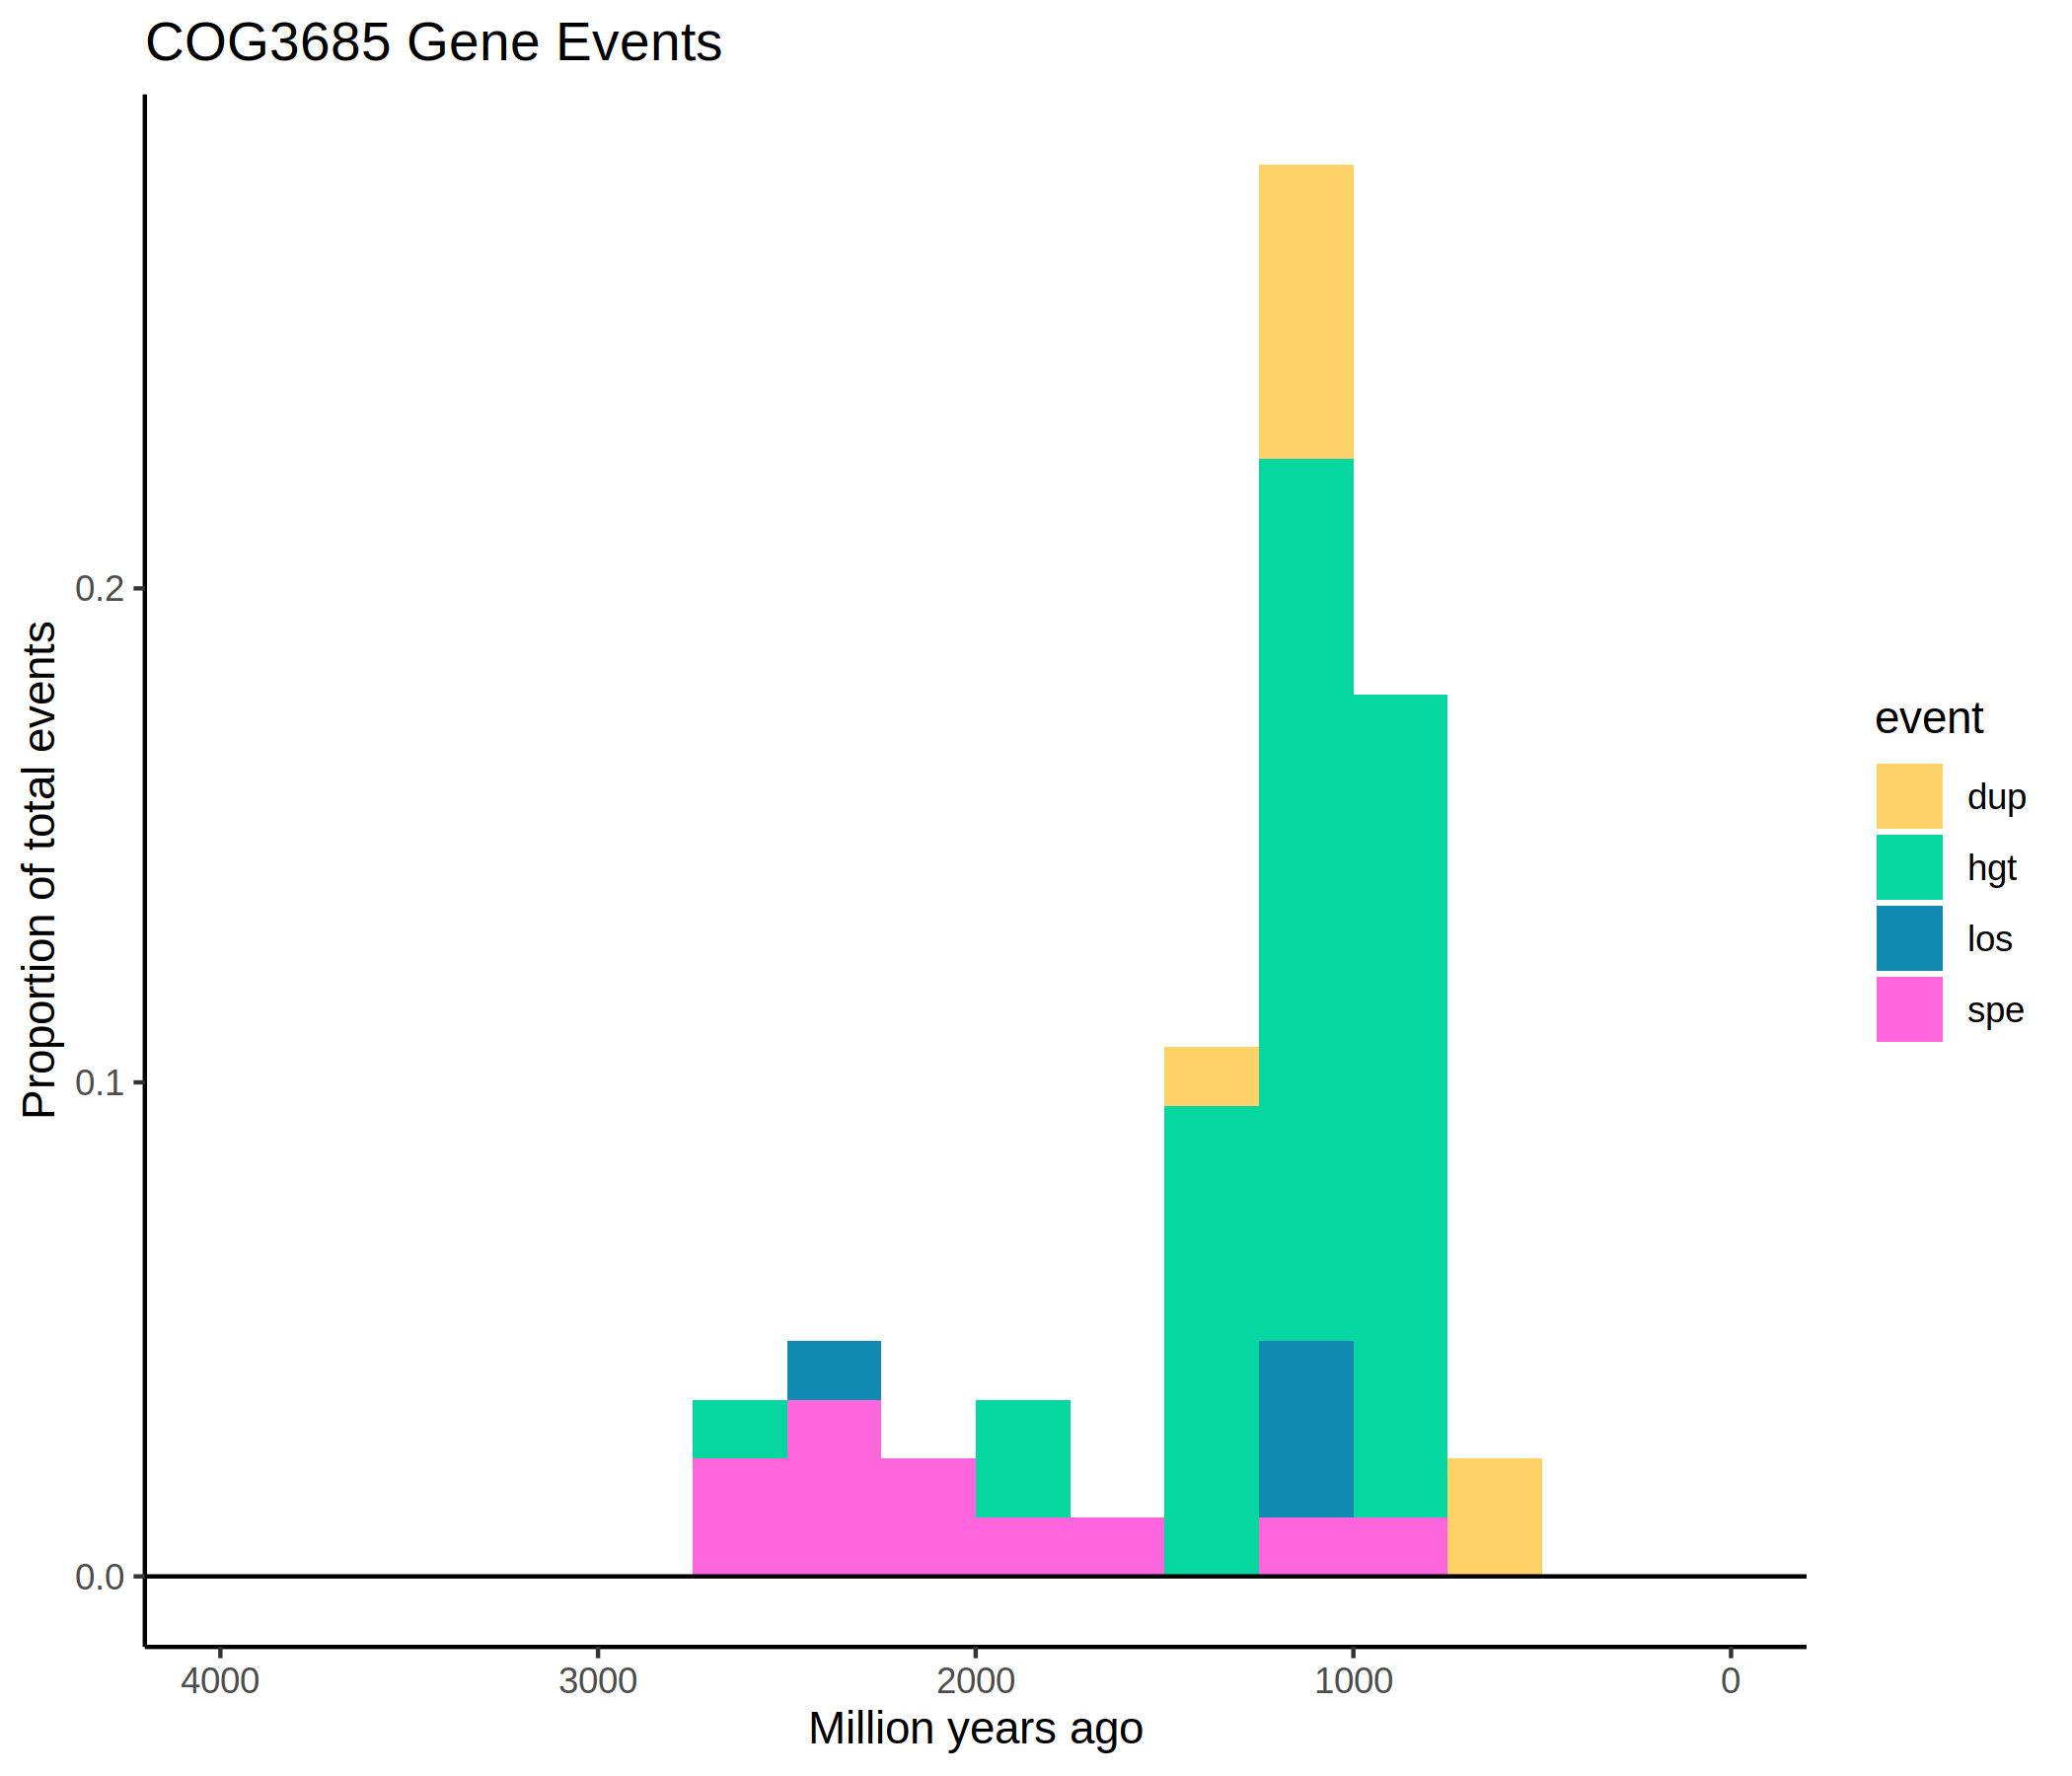 COG3685 Gene Events
Proportion of total events
0.2
0.1
0.0
4000 3000 2000 1000 0
Million years ago
event
dup
hgt
los
spe